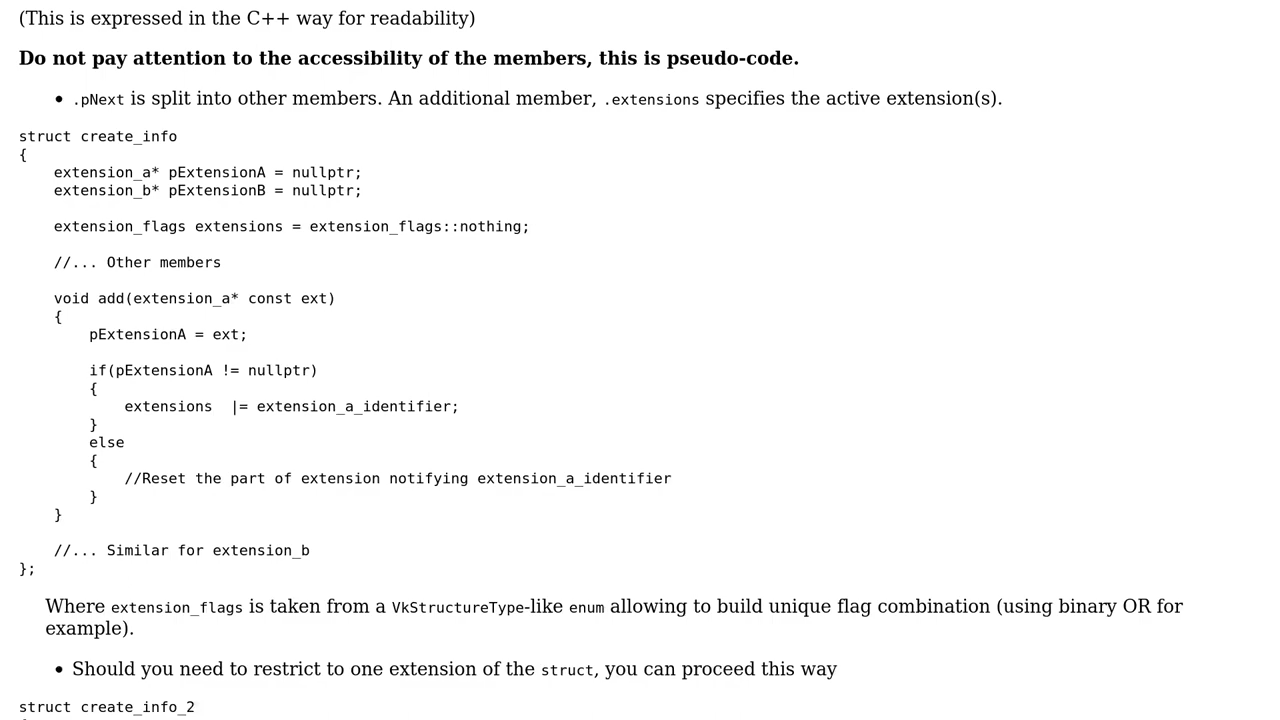 (This is expressed in the C++ way for readability)
Do not pay attention to the accessibility of the members, this is pseudo-code.
• .pNext is split into other members. An additional member, .extensions specifies the active extension(s).
struct create_info
{
    extension_a* pExtensionA = nullptr;
    extension_b* pExtensionB = nullptr;

    extension_flags extensions = extension_flags::nothing;

    //... Other members

    void add(extension_a* const ext)
    {
        pExtensionA = ext;

        if(pExtensionA != nullptr)
        {
            extensions  |= extension_a_identifier;
        }
        else
        {
            //Reset the part of extension notifying extension_a_identifier
        }
    }

    //... Similar for extension_b
};
Where extension_flags is taken from a VkStructureType-like enum allowing to build unique flag combination (using binary OR for
example).
• Should you need to restrict to one extension of the struct, you can proceed this way
struct create_info_2